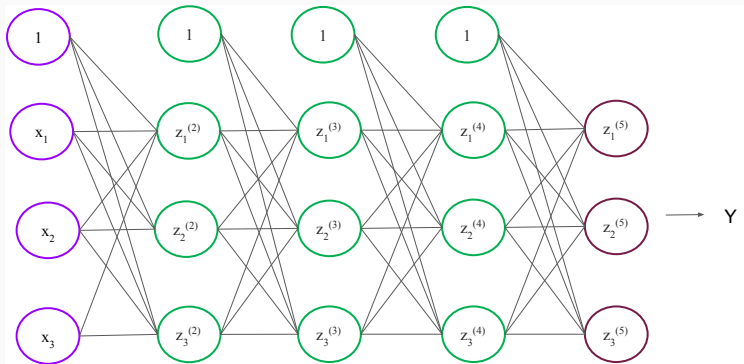 1 1 1 1
x₁ z₁⁽²⁾ z₁⁽³⁾ z₁⁽⁴⁾ z₁⁽⁵⁾
x₂ z₂⁽²⁾ z₂⁽³⁾ z₂⁽⁴⁾ z₂⁽⁵⁾ Y
x₃ z₃⁽²⁾ z₃⁽³⁾ z₃⁽⁴⁾ z₃⁽⁵⁾